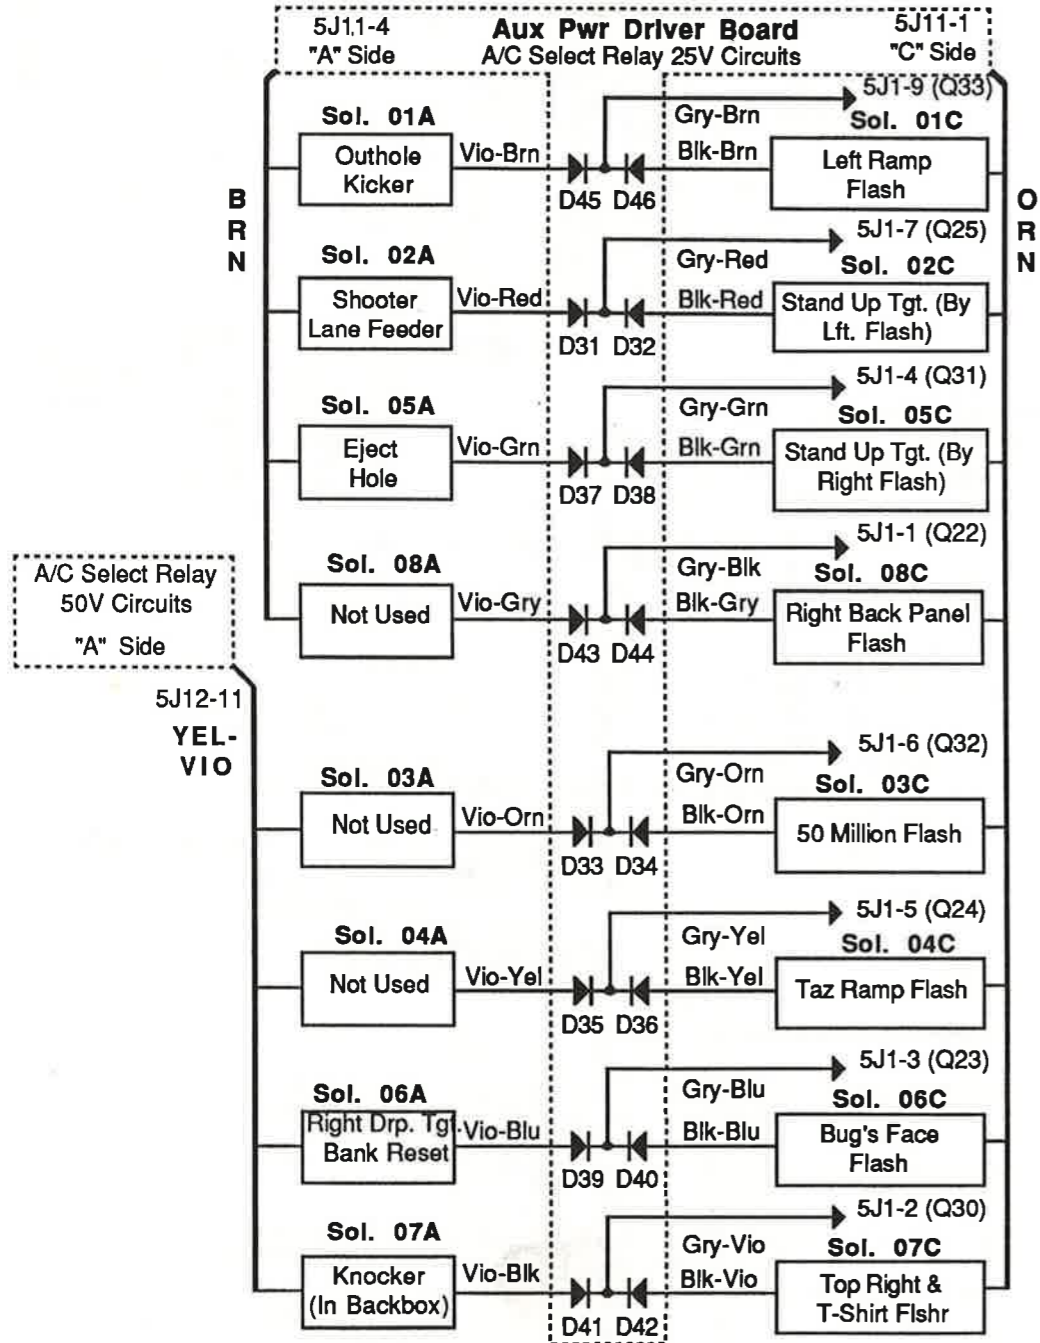 5J11-4
"A" Side
Aux Pwr Driver Board
A/C Select Relay 25V Circuits
5J11-1
"C" Side
BRN
ORN
5J1-9 (Q33)
Sol. 01A
Outhole
Kicker
Vio-Brn
D45 D46
Gry-Brn
Blk-Brn
Sol. 01C
Left Ramp
Flash
5J1-7 (Q25)
Sol. 02A
Shooter
Lane Feeder
Vio-Red
D31 D32
Gry-Red
Blk-Red
Sol. 02C
Stand Up Tgt. (By
Lft. Flash)
5J1-4 (Q31)
Sol. 05A
Eject
Hole
Vio-Grn
D37 D38
Gry-Grn
Blk-Grn
Sol. 05C
Stand Up Tgt. (By
Right Flash)
5J1-1 (Q22)
Sol. 08A
Not Used
Vio-Gry
D43 D44
Gry-Blk
Blk-Gry
Sol. 08C
Right Back Panel
Flash
A/C Select Relay
50V Circuits
"A" Side
5J12-11
YEL-
VIO
5J1-6 (Q32)
Sol. 03A
Not Used
Vio-Orn
D33 D34
Gry-Orn
Blk-Orn
Sol. 03C
50 Million Flash
5J1-5 (Q24)
Sol. 04A
Not Used
Vio-Yel
D35 D36
Gry-Yel
Blk-Yel
Sol. 04C
Taz Ramp Flash
5J1-3 (Q23)
Sol. 06A
Right Drp. Tgt.
Bank Reset
Vio-Blu
D39 D40
Gry-Blu
Blk-Blu
Sol. 06C
Bug's Face
Flash
5J1-2 (Q30)
Sol. 07A
Knocker
(In Backbox)
Vio-Blk
D41 D42
Gry-Vio
Blk-Vio
Sol. 07C
Top Right &
T-Shirt Flshr